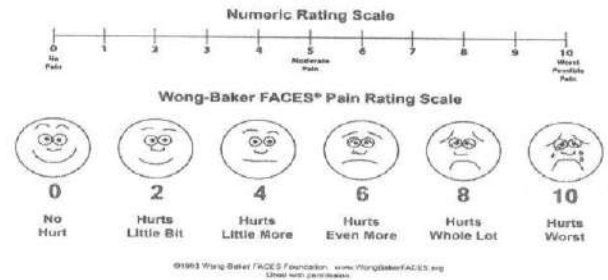 Numeric Rating Scale
0 1 2 3 4 5 6 7 8 9 10
No Moderate Worst
Pain Pain Possible
Pain
Wong-Baker FACES® Pain Rating Scale
0 2 4 6 8 10
No Hurts Hurts Hurts Hurts Hurts
Hurt Little Bit Little More Even More Whole Lot Worst
©1983 Wong-Baker FACES Foundation. www.WongBakerFACES.org
Used with permission.